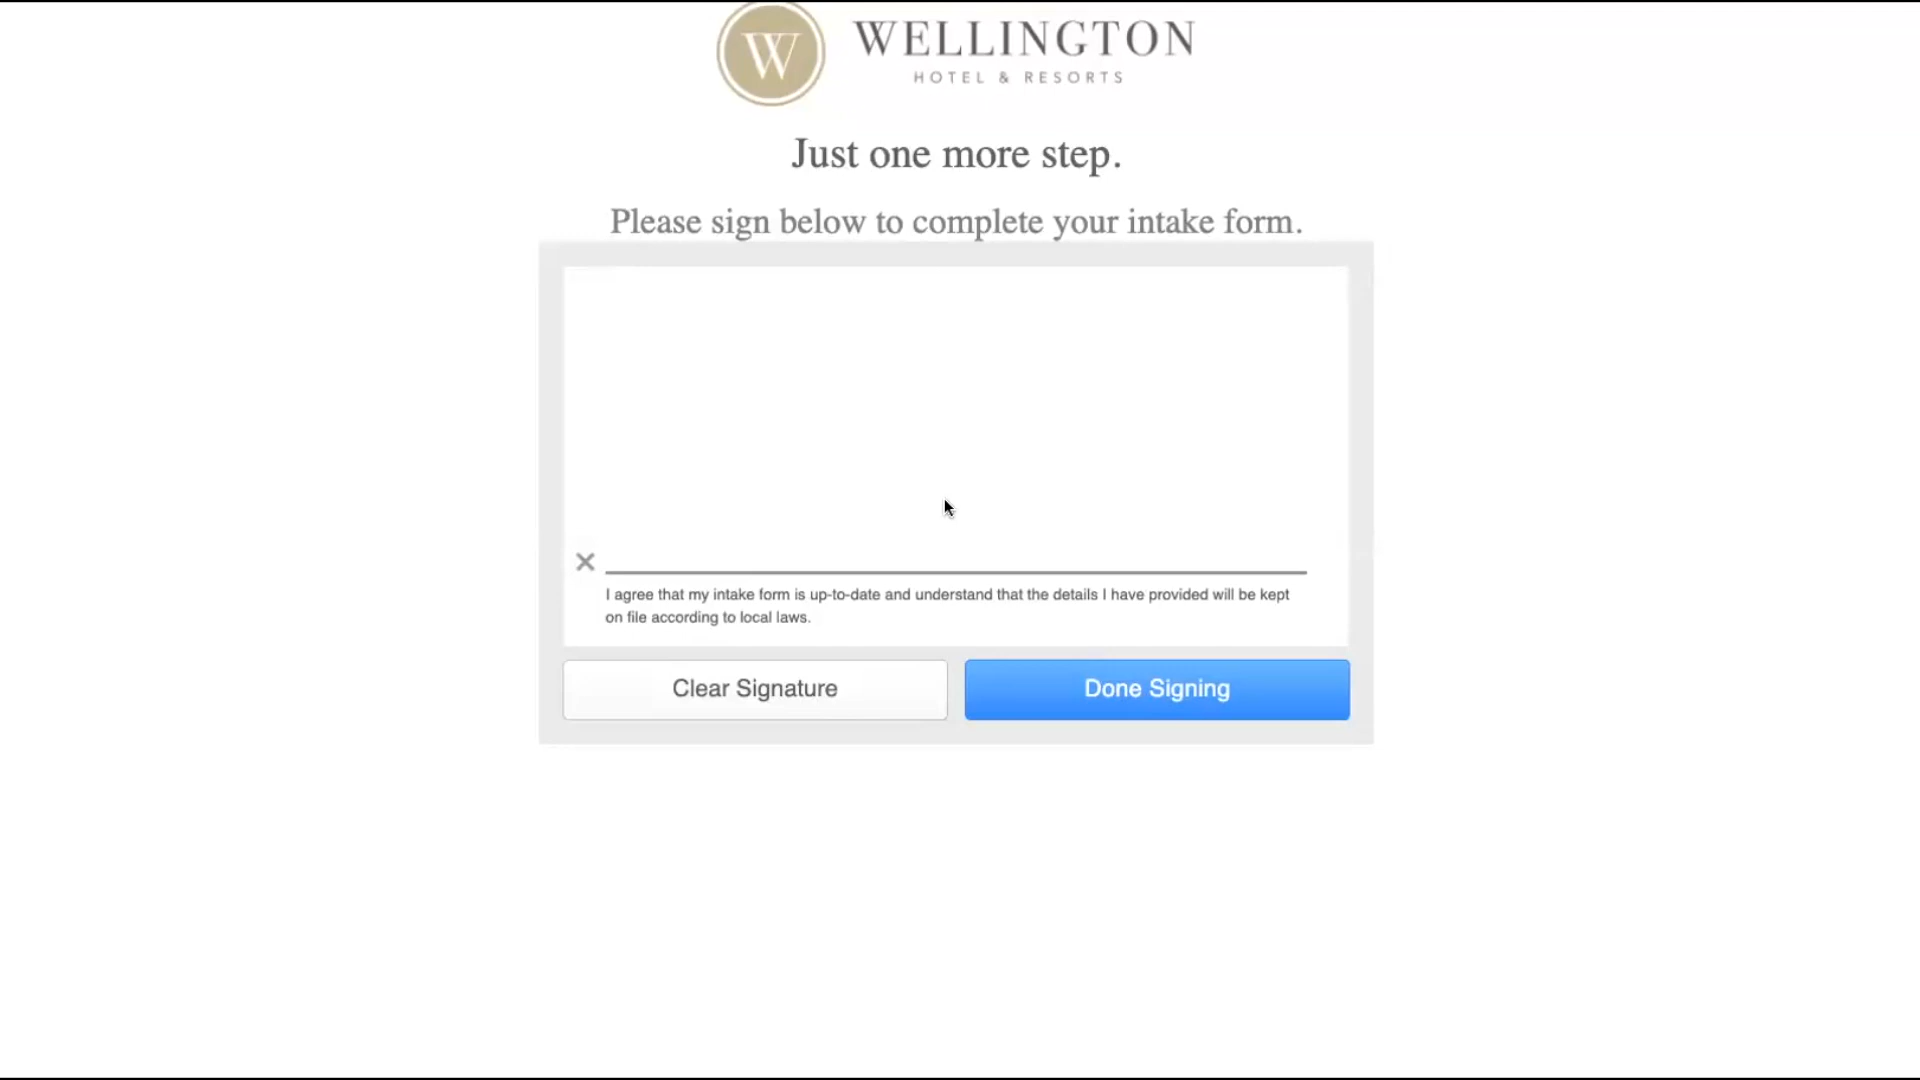 W
WELLINGTON
HOTEL & RESORTS
Just one more step.
Please sign below to complete your intake form.
I agree that my intake form is up-to-date and understand that the details I have provided will be kept
on file according to local laws.
Clear Signature
Done Signing